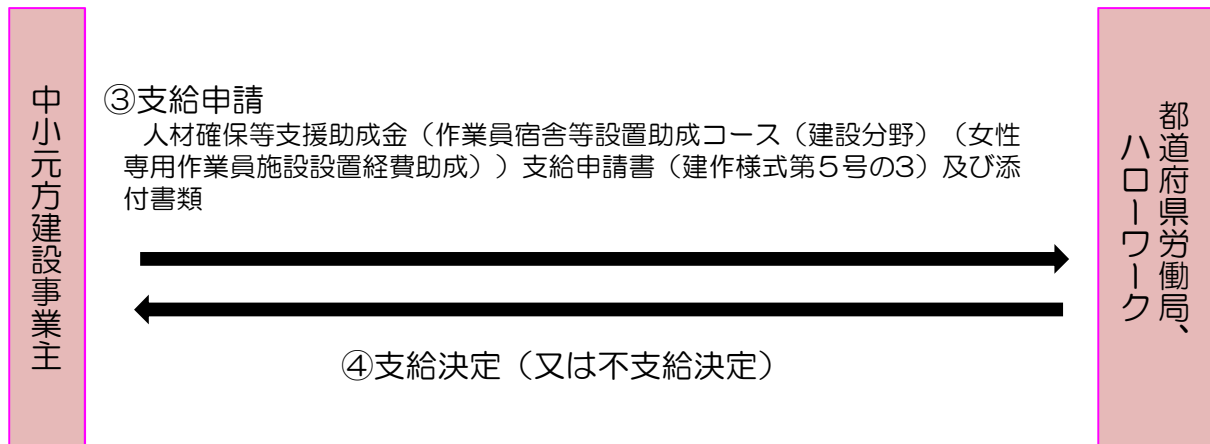 中小元方建設事業主
③支給申請
人材確保等支援助成金（作業員宿舎等設置助成コース（建設分野）（女性
専用作業員施設設置経費助成））支給申請書（建作様式第５号の3）及び添
付書類
④支給決定（又は不支給決定）
都道府県労働局、
ハローワーク